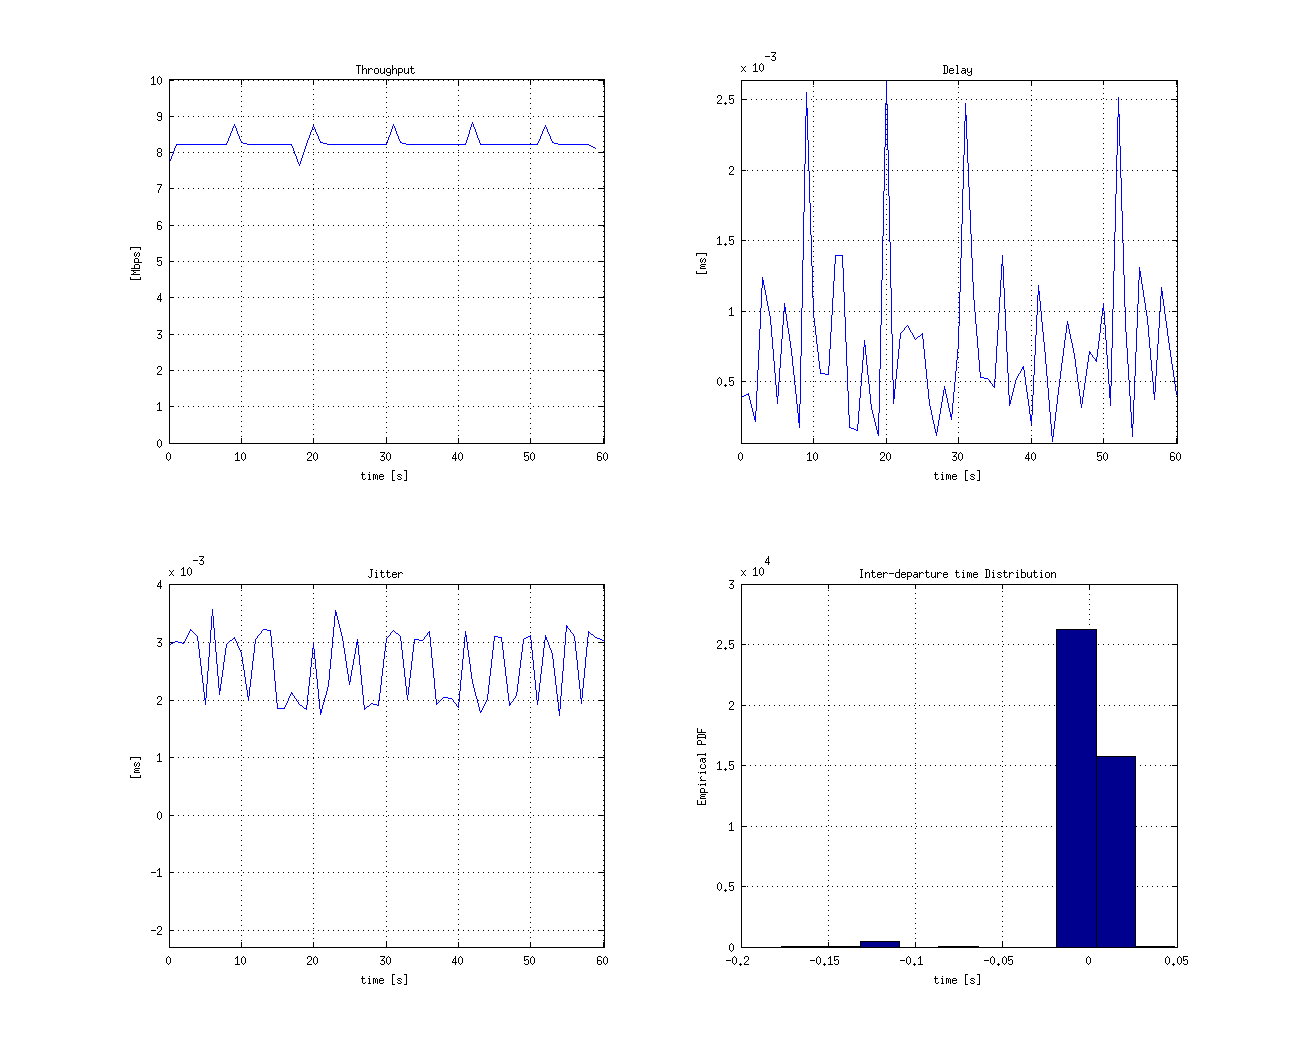 Throughput
10
9
8
7
6
5
4
3
2
1
0
[Mbps]
0 10 20 30 40 50 60
time [s]
x 10^-3
Delay
2.5
2
1.5
1
0.5
[ms]
0 10 20 30 40 50 60
time [s]
x 10^-3
Jitter
4
3
2
1
0
-1
-2
[ms]
0 10 20 30 40 50 60
time [s]
x 10^4
Inter-departure time Distribution
3
2.5
2
1.5
1
0.5
0
Empirical PDF
-0.2 -0.15 -0.1 -0.05 0 0.05
time [s]